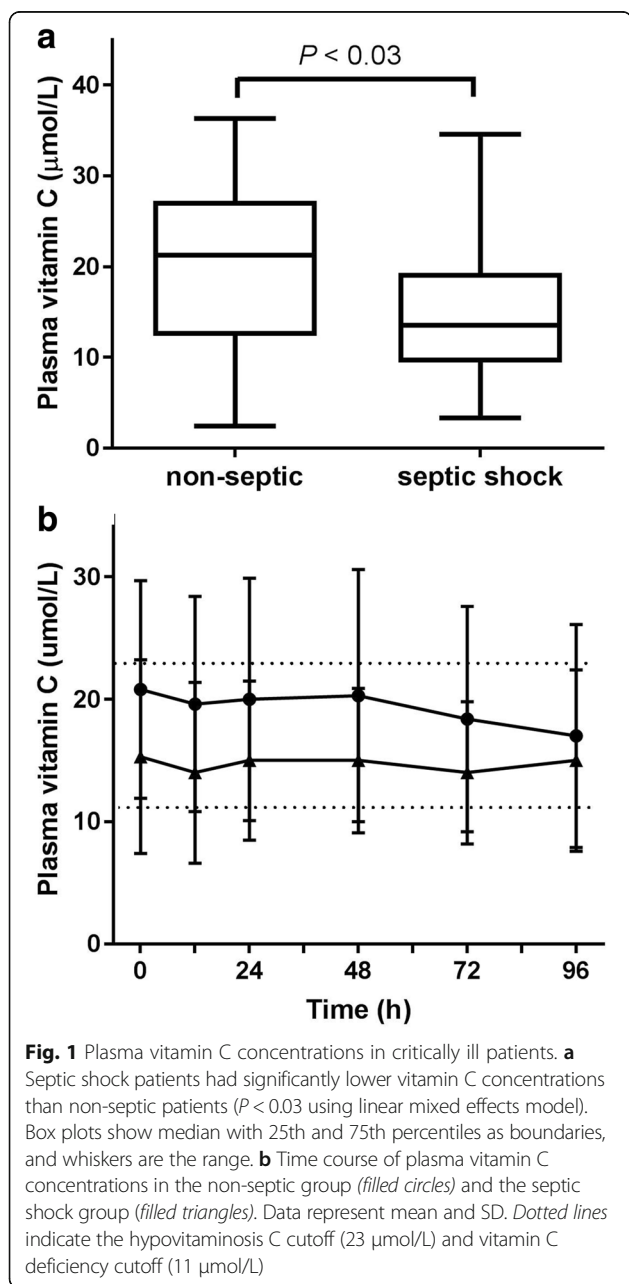 a
P < 0.03
Plasma vitamin C (μmol/L)
40
30
20
10
0
non-septic septic shock
b
Plasma vitamin C (umol/L)
30
20
10
0
0 24 48 72 96
Time (h)
Fig. 1 Plasma vitamin C concentrations in critically ill patients. a
Septic shock patients had significantly lower vitamin C concentrations
than non-septic patients (P < 0.03 using linear mixed effects model).
Box plots show median with 25th and 75th percentiles as boundaries,
and whiskers are the range. b Time course of plasma vitamin C
concentrations in the non-septic group (filled circles) and the septic
shock group (filled triangles). Data represent mean and SD. Dotted lines
indicate the hypovitaminosis C cutoff (23 μmol/L) and vitamin C
deficiency cutoff (11 μmol/L)